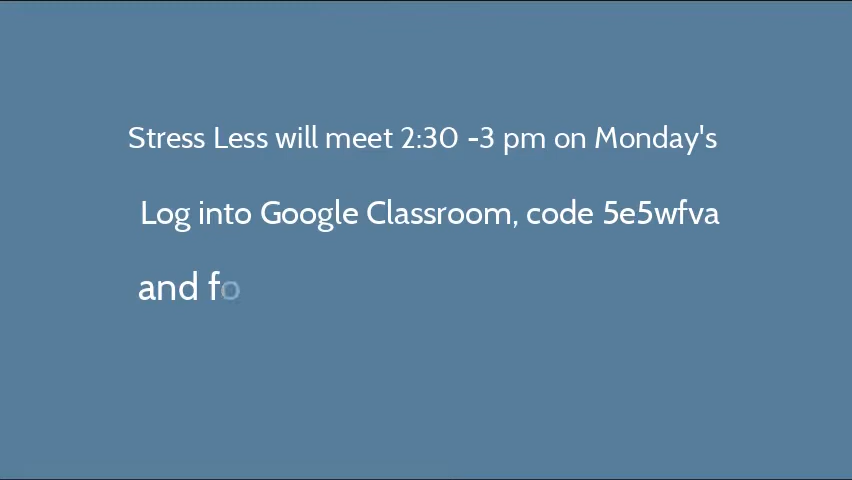 Stress Less will meet 2:30 -3 pm on Monday's
Log into Google Classroom, code 5e5wfva
and fo